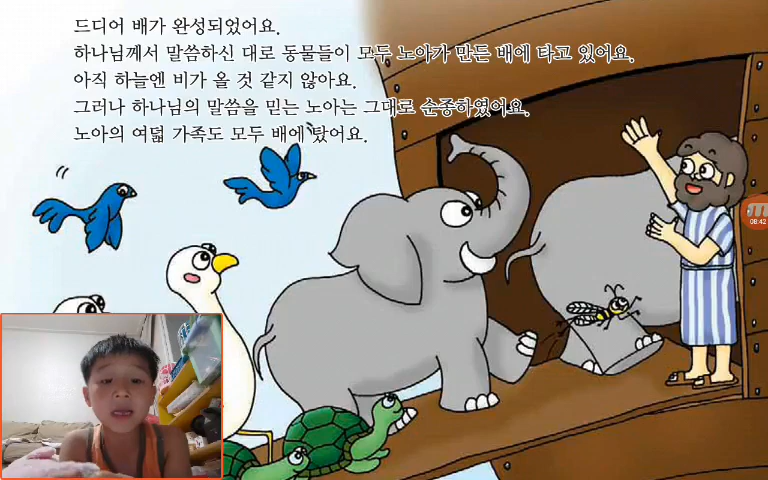 드디어 배가 완성되었어요.
하나님께서 말씀하신 대로 동물들이 모두 노아가 만든 배에 타고 있어요.
아직 하늘엔 비가 올 것 같지 않아요.
그러나 하나님의 말씀을 믿는 노아는 그대로 순종하였어요.
노아의 여덟 가족도 모두 배에 탔어요.
08:42